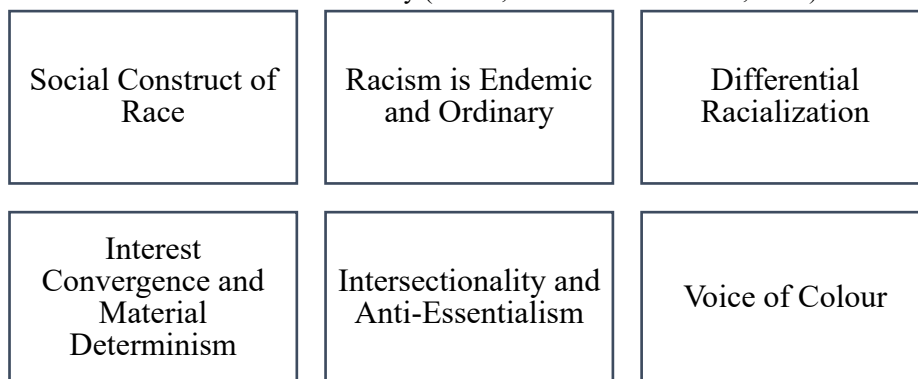 Social Construct of
Race
Racism is Endemic
and Ordinary
Differential
Racialization
Interest
Convergence and
Material
Determinism
Intersectionality and
Anti-Essentialism
Voice of Colour